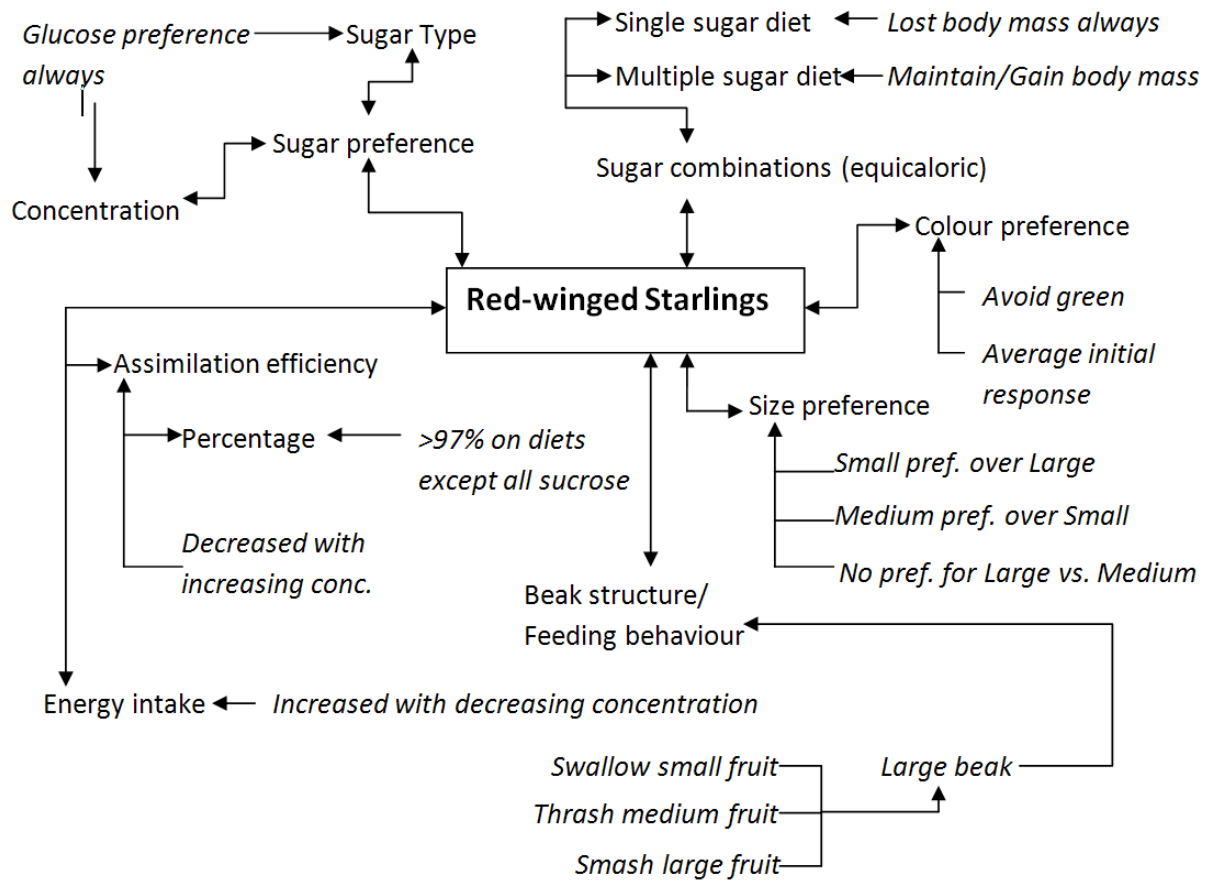 Glucose preference
always
Sugar Type
Sugar preference
Concentration
Single sugar diet
Lost body mass always
Multiple sugar diet
Maintain/Gain body mass
Sugar combinations (equicaloric)
Colour preference
Avoid green
Average initial
response
Red-winged Starlings
Assimilation efficiency
Percentage
>97% on diets
except all sucrose
Decreased with
increasing conc.
Size preference
Small pref. over Large
Medium pref. over Small
No pref. for Large vs. Medium
Beak structure/
Feeding behaviour
Energy intake
Increased with decreasing concentration
Swallow small fruit
Thrash medium fruit
Smash large fruit
Large beak